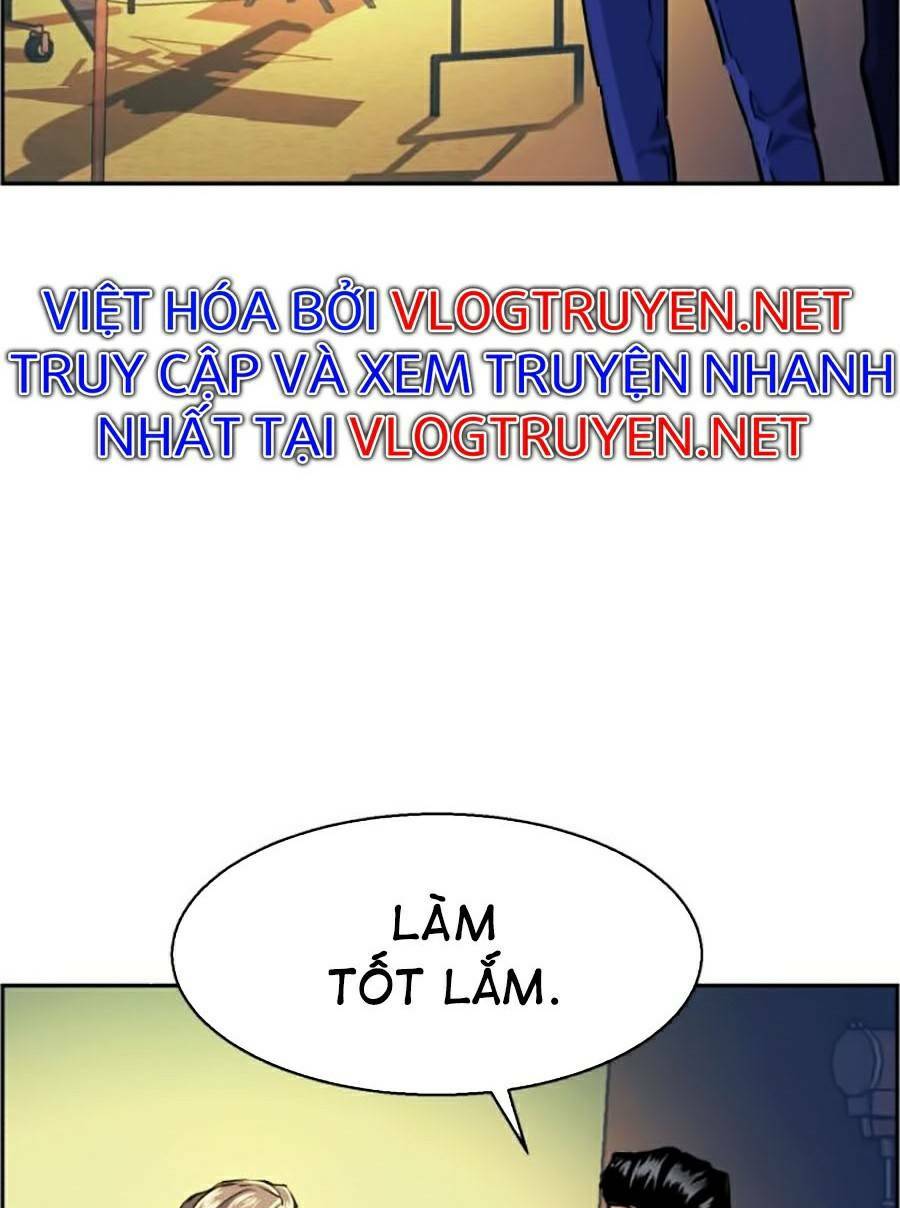 VIỆT HÓA BỞI VLOGTRUYEN.NET
TRUY CẬP VÀ XEM TRUYỆN NHANH
NHẤT TẠI VLOGTRUYEN.NET
LÀM
TỐT LẮM.